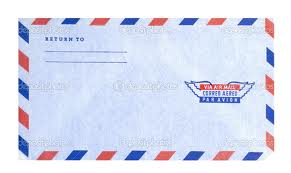 RETURN TO
VIA AIR MAIL
CORREO AEREO
PAR AVION